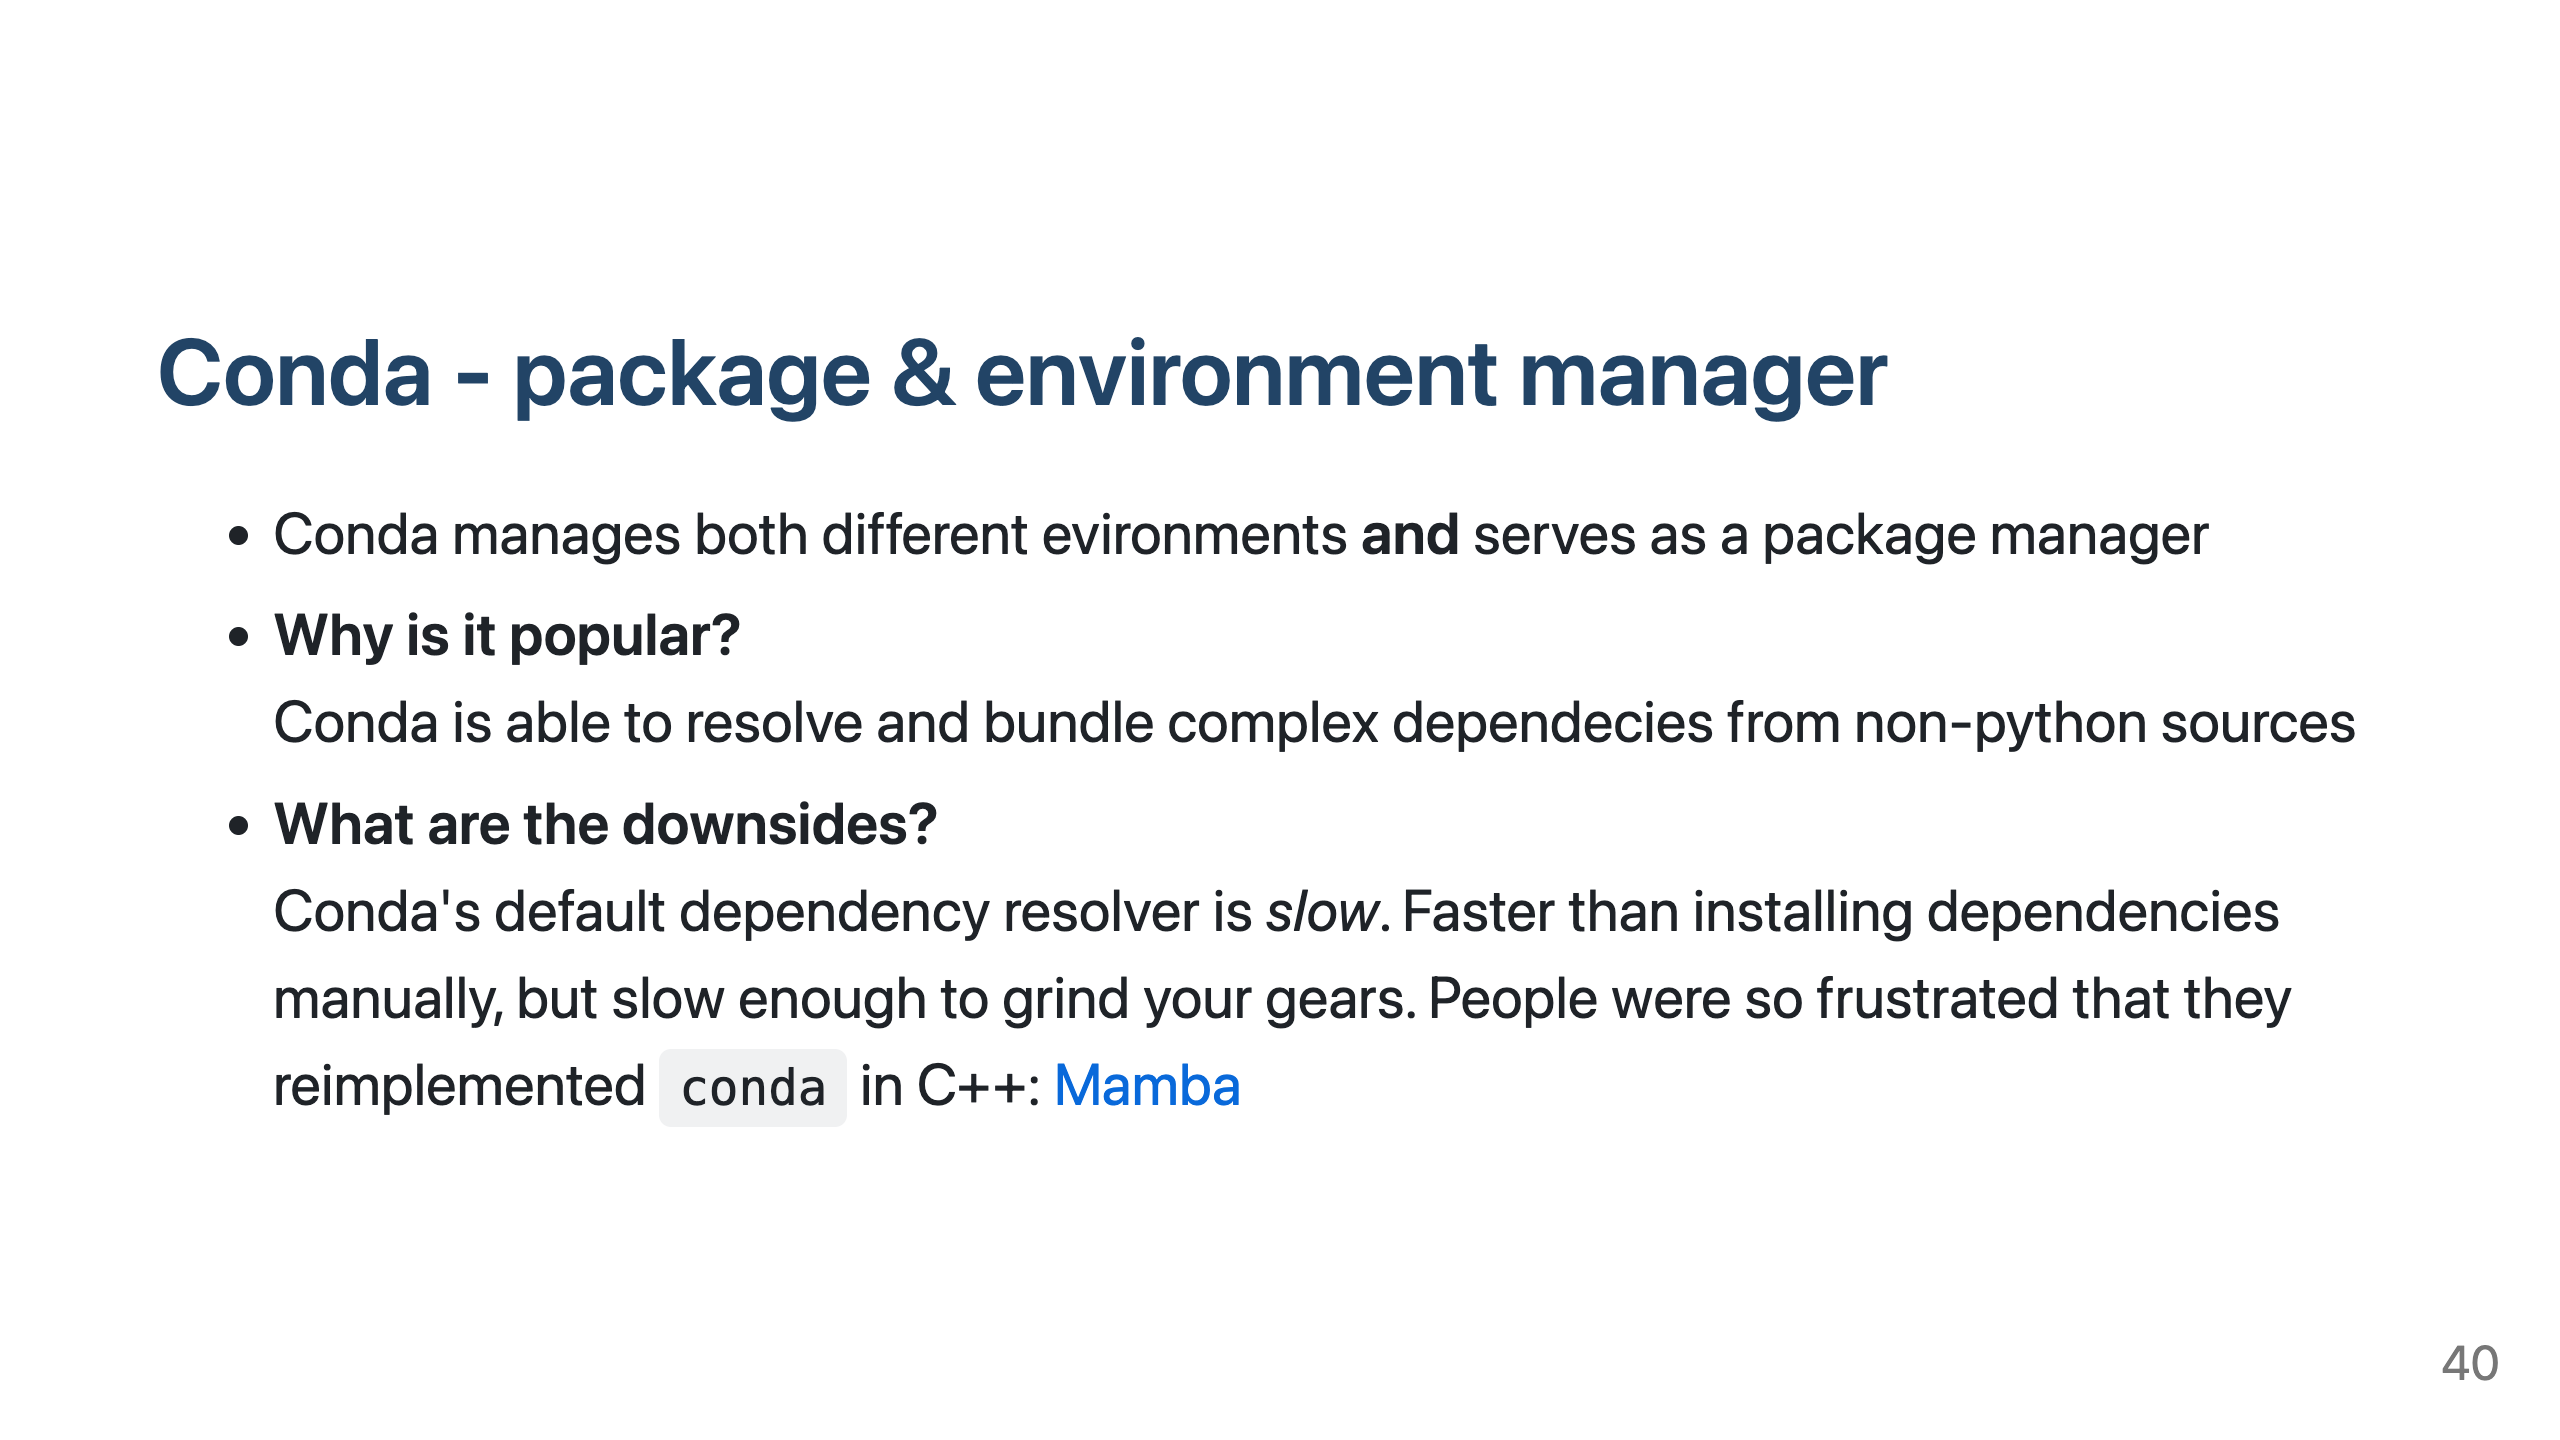 Conda - package & environment manager
• Conda manages both different evironments and serves as a package manager
• Why is it popular?
Conda is able to resolve and bundle complex dependecies from non-python sources
• What are the downsides?
Conda's default dependency resolver is slow. Faster than installing dependencies
manually, but slow enough to grind your gears. People were so frustrated that they
reimplemented conda in C++: Mamba
40